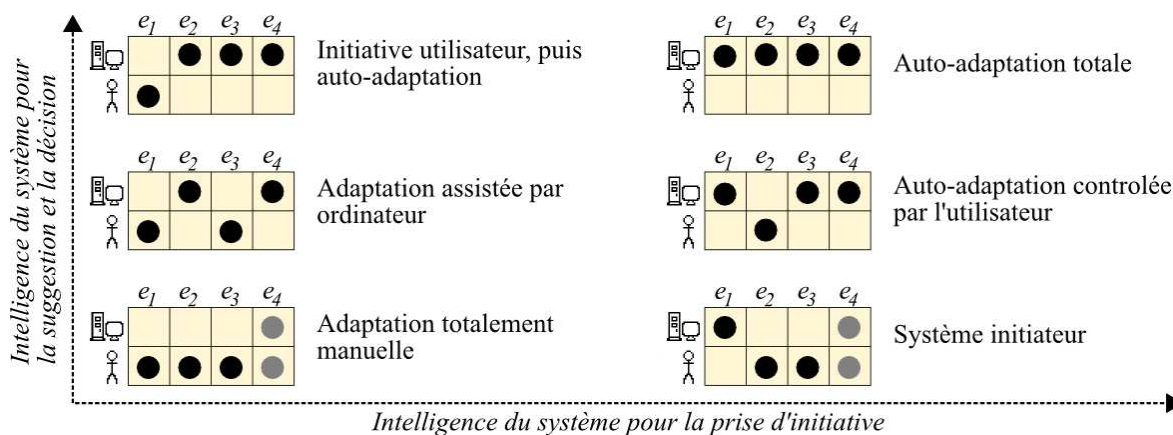 Intelligence du système pour
la suggestion et la décision
e1 e2 e3 e4
Initiative utilisateur, puis
auto-adaptation
e1 e2 e3 e4
Auto-adaptation totale
e1 e2 e3 e4
Adaptation assistée par
ordinateur
e1 e2 e3 e4
Auto-adaptation controlée
par l'utilisateur
e1 e2 e3 e4
Adaptation totalement
manuelle
e1 e2 e3 e4
Système initiateur
Intelligence du système pour la prise d'initiative